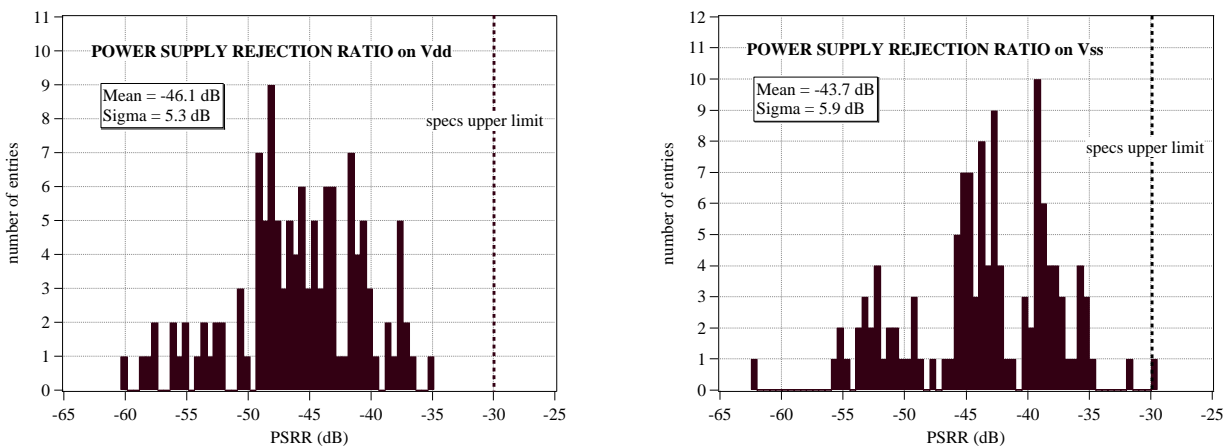 POWER SUPPLY REJECTION RATIO on Vdd
Mean = -46.1 dB
Sigma = 5.3 dB
specs upper limit
number of entries
11
10
9
8
7
6
5
4
3
2
1
0
-65 -60 -55 -50 -45 -40 -35 -30 -25
PSRR (dB)
POWER SUPPLY REJECTION RATIO on Vss
Mean = -43.7 dB
Sigma = 5.9 dB
specs upper limit
number of entries
12
11
10
9
8
7
6
5
4
3
2
1
0
-65 -60 -55 -50 -45 -40 -35 -30 -25
PSRR (dB)